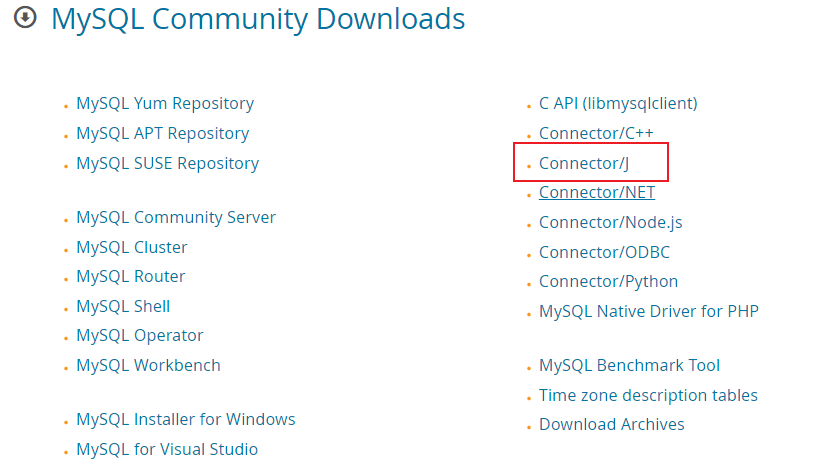 MySQL Community Downloads
MySQL Yum Repository
MySQL APT Repository
MySQL SUSE Repository
MySQL Community Server
MySQL Cluster
MySQL Router
MySQL Shell
MySQL Operator
MySQL Workbench
MySQL Installer for Windows
MySQL for Visual Studio
C API (libmysqlclient)
Connector/C++
Connector/J
Connector/NET
Connector/Node.js
Connector/ODBC
Connector/Python
MySQL Native Driver for PHP
MySQL Benchmark Tool
Time zone description tables
Download Archives